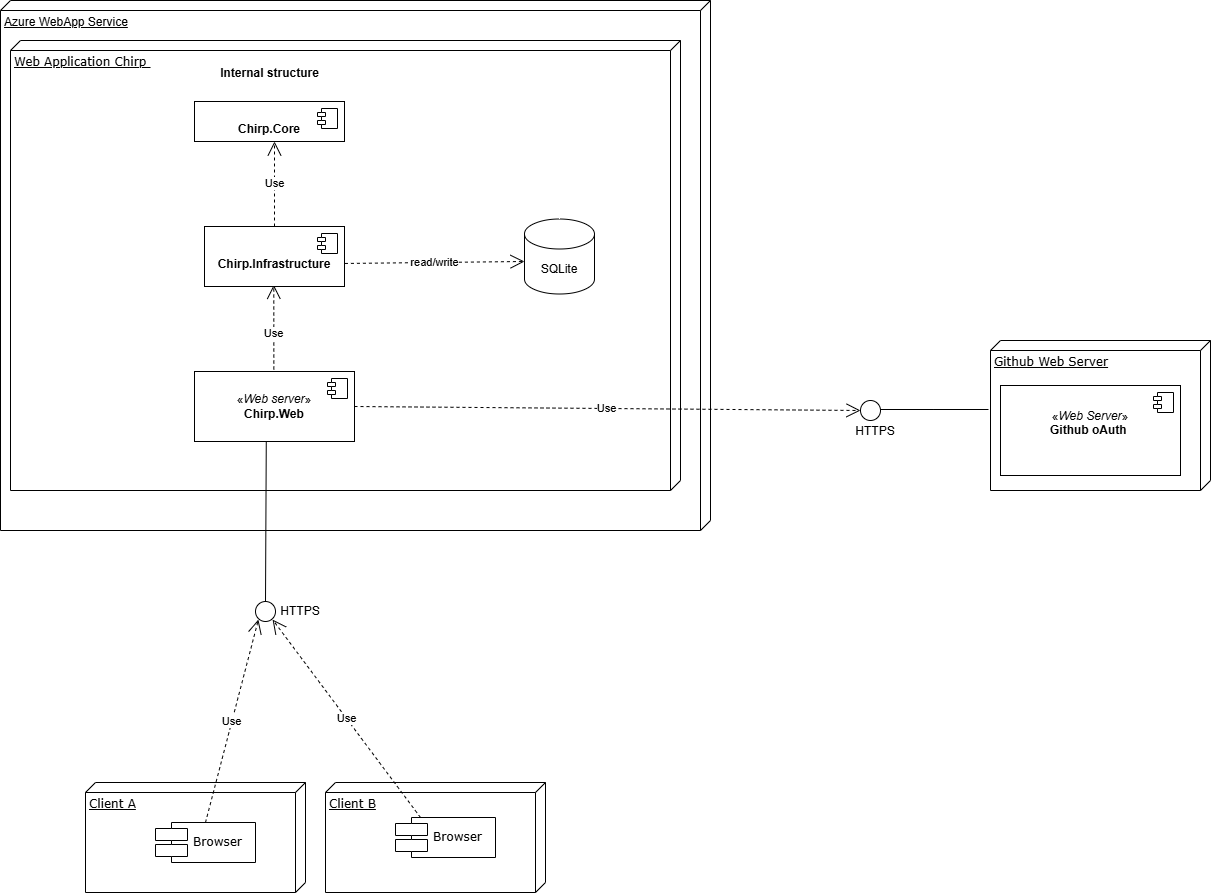 Azure WebApp Service
Web Application Chirp
Internal structure
Chirp.Core
Use
Chirp.Infrastructure
read/write
SQLite
Use
«Web server»
Chirp.Web
Use
HTTPS
Github Web Server
«Web Server»
Github oAuth
HTTPS
Use
Use
Client A
Browser
Client B
Browser